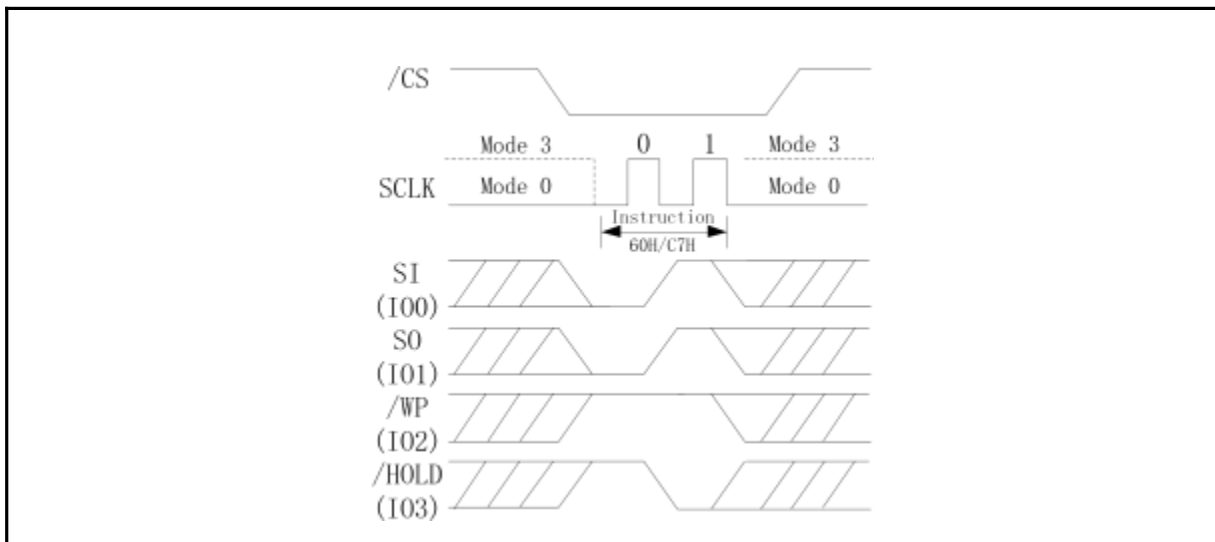 /CS
Mode 3 0 1 Mode 3
SCLK Mode 0 Mode 0
Instruction
60H/C7H
SI
(IO0)
SO
(IO1)
/WP
(IO2)
/HOLD
(IO3)